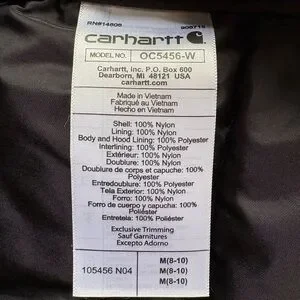 RN#14806
carhartt
MODEL NO. OC5456-W
Carhartt, Inc. P.O. Box 600
Dearborn, MI 48121 USA
carhartt.com
Made in Vietnam
Fabriqué au Vietnam
Hecho en Vietnam
Shell: 100% Nylon
Lining: 100% Nylon
Body and Hood Lining: 100% Polyester
Interlining: 100% Polyester
Extérieur: 100% Nylon
Doublure: 100% Nylon
Doublure de corps et capuche: 100%
Polyester
Entredoublure: 100% Polyester
Tela Exterior: 100% Nylon
Forro: 100% Nylon
Forro de cuerpo y capucha: 100%
Poliéster
Entretela: 100% Poliéster
Exclusive Trimming
Sauf Garnitures
Excepto Adorno
105456 N04
M(8-10)
M(8-10)
M(8-10)